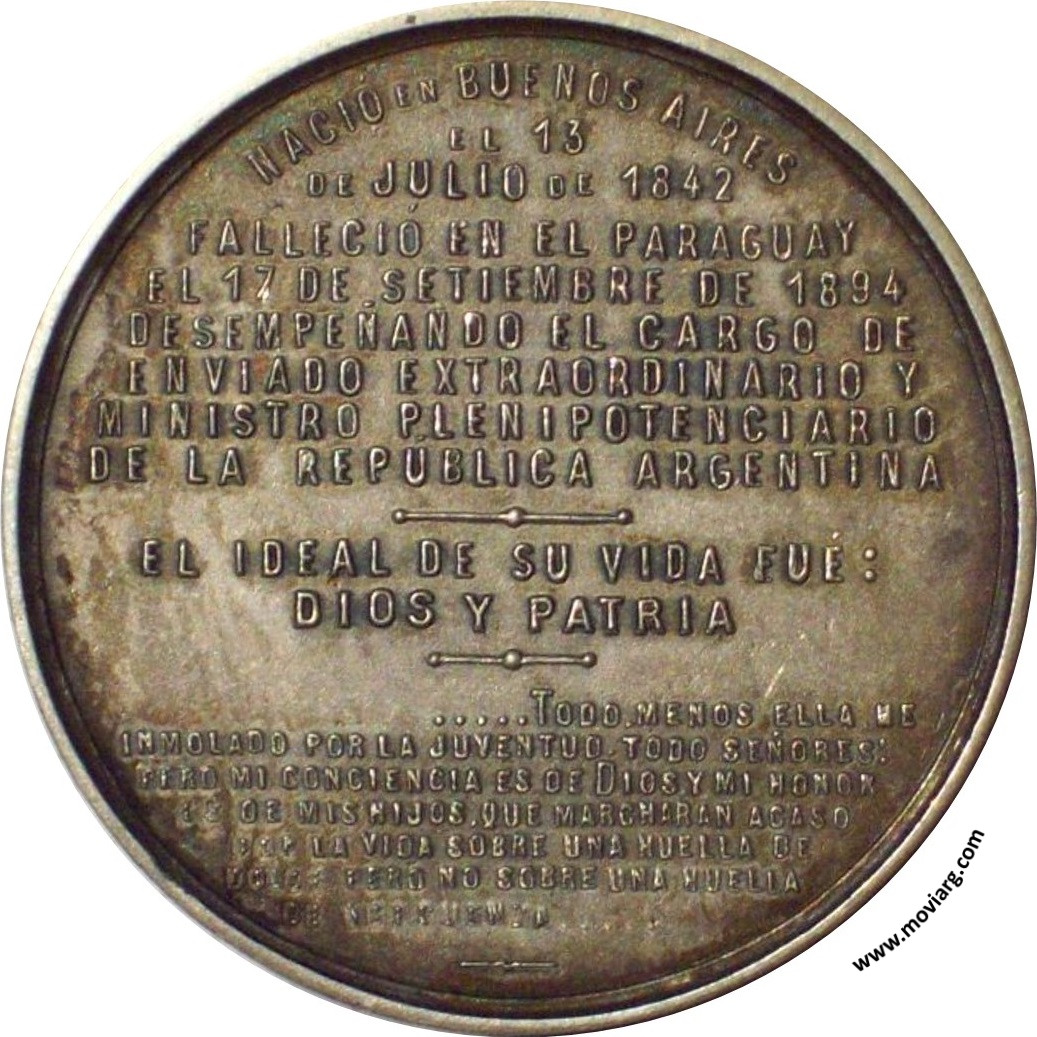 NACIÓ EN BUENOS AIRES
EL 13
DE JULIO DE 1842
FALLECIÓ EN EL PARAGUAY
EL 17 DE SETIEMBRE DE 1894
DESEMPEÑANDO EL CARGO DE
ENVIADO EXTRAORDINARIO Y
MINISTRO PLENIPOTENCIARIO
DE LA REPÚBLICA ARGENTINA
EL IDEAL DE SU VIDA FUÉ:
DIOS Y PATRIA
.....TODO, MENOS ELLA HE
INMOLADO POR LA JUVENTUD. TODO SEÑORES:
PERO MI CONCIENCIA ES DE DIOS Y MI HONOR
ES DE MIS HIJOS, QUE MARCHARAN ACASO
POR LA VIDA SOBRE UNA HUELLA DE
PERO NO SOBRE UNA HUELLA
DE VERGUENZA.....
www.moviarg.com